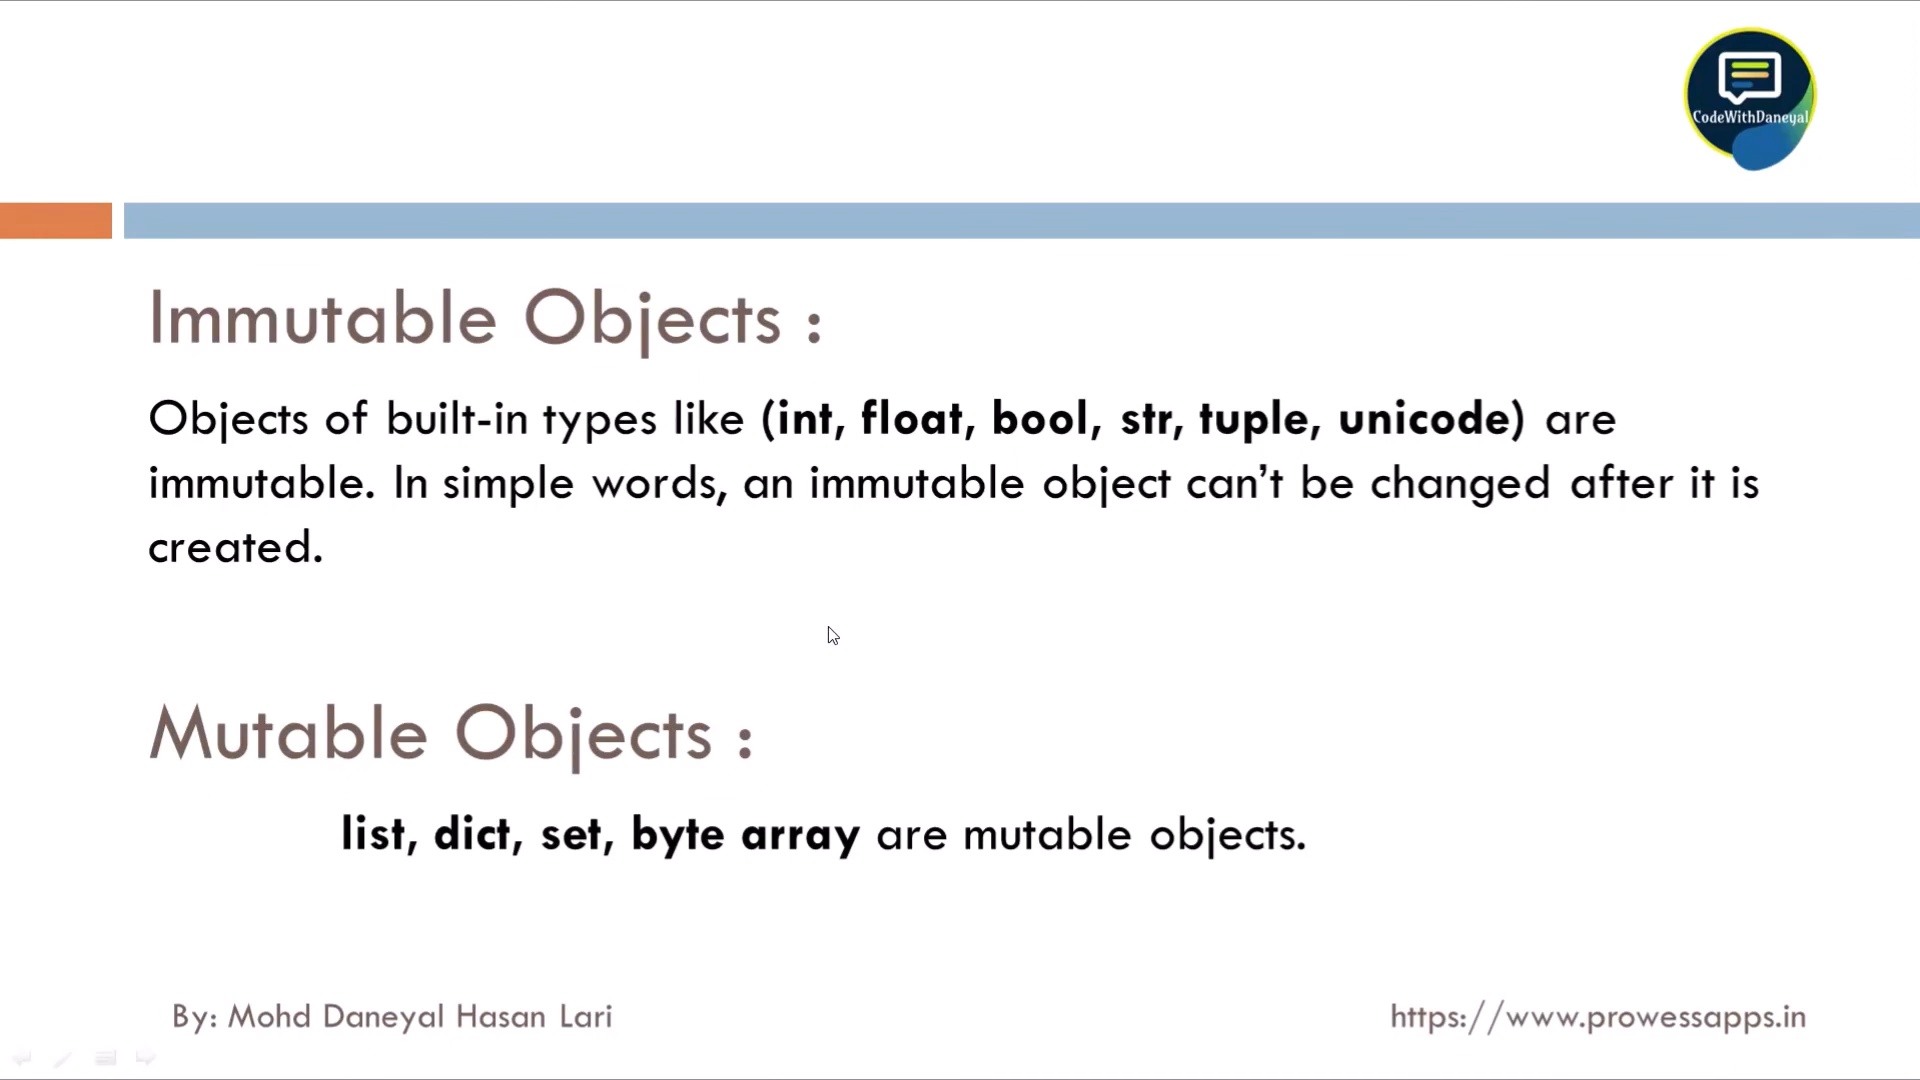 CodeWithDaneyal
Immutable Objects :
Objects of built-in types like (int, float, bool, str, tuple, unicode) are
immutable. In simple words, an immutable object can’t be changed after it is
created.
Mutable Objects :
list, dict, set, byte array are mutable objects.
By: Mohd Daneyal Hasan Lari
https://www.prowessapps.in